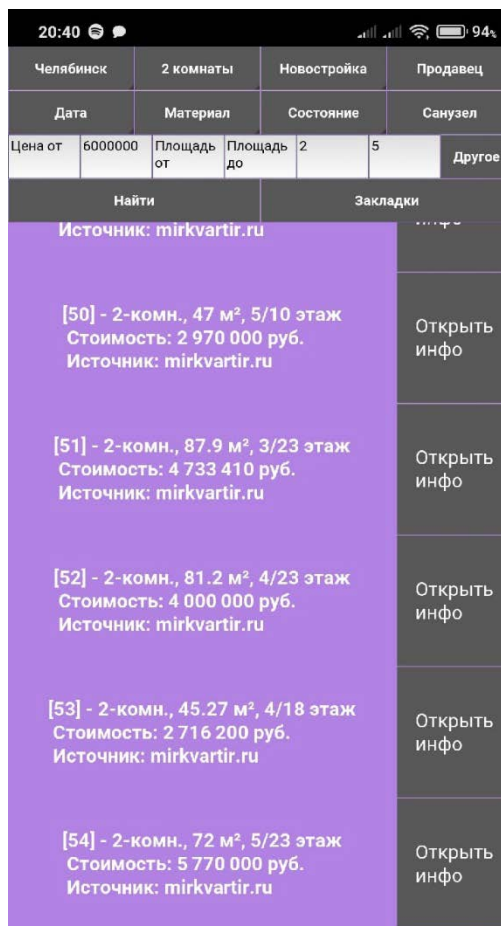 20:40 94%
Челябинск 2 комнаты Новостройка Продавец
Дата Материал Состояние Санузел
Цена от 6000000 Площадь от Площадь до 2 5 Другое
Найти Закладки
Источник: mirkvartir.ru инфо
[50] - 2-комн., 47 м², 5/10 этаж
Стоимость: 2 970 000 руб.
Источник: mirkvartir.ru
Открыть
инфо
[51] - 2-комн., 87.9 м², 3/23 этаж
Стоимость: 4 733 410 руб.
Источник: mirkvartir.ru
Открыть
инфо
[52] - 2-комн., 81.2 м², 4/23 этаж
Стоимость: 4 000 000 руб.
Источник: mirkvartir.ru
Открыть
инфо
[53] - 2-комн., 45.27 м², 4/18 этаж
Стоимость: 2 716 200 руб.
Источник: mirkvartir.ru
Открыть
инфо
[54] - 2-комн., 72 м², 5/23 этаж
Стоимость: 5 770 000 руб.
Источник: mirkvartir.ru
Открыть
инфо